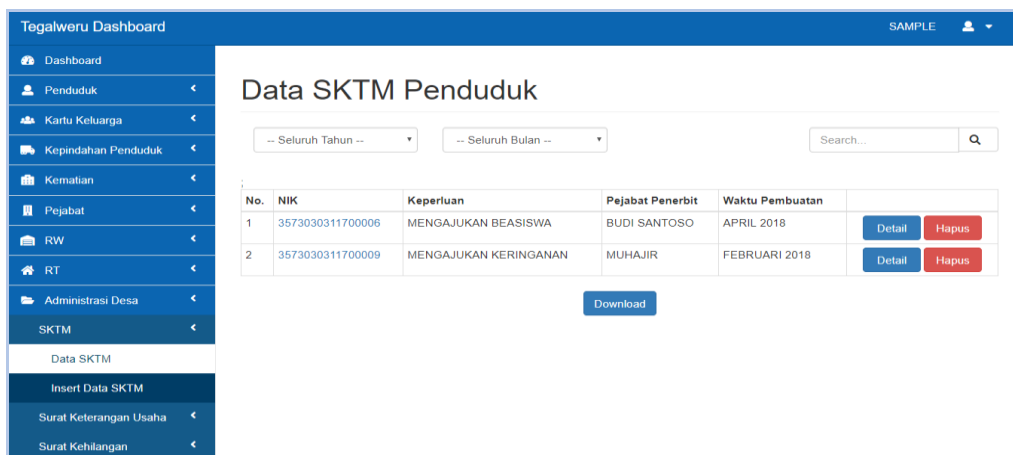 Tegalweru Dashboard
SAMPLE
Dashboard
Penduduk
Kartu Keluarga
Kepindahan Penduduk
Kematian
Pejabat
RW
RT
Administrasi Desa
SKTM
Data SKTM
Insert Data SKTM
Surat Keterangan Usaha
Surat Kehilangan
Data SKTM Penduduk
-- Seluruh Tahun --
-- Seluruh Bulan --
Search...
;
No. NIK Keperluan Pejabat Penerbit Waktu Pembuatan
1 3573030311700006 MENGAJUKAN BEASISWA BUDI SANTOSO APRIL 2018 Detail Hapus
2 3573030311700009 MENGAJUKAN KERINGANAN MUHAJIR FEBRUARI 2018 Detail Hapus
Download